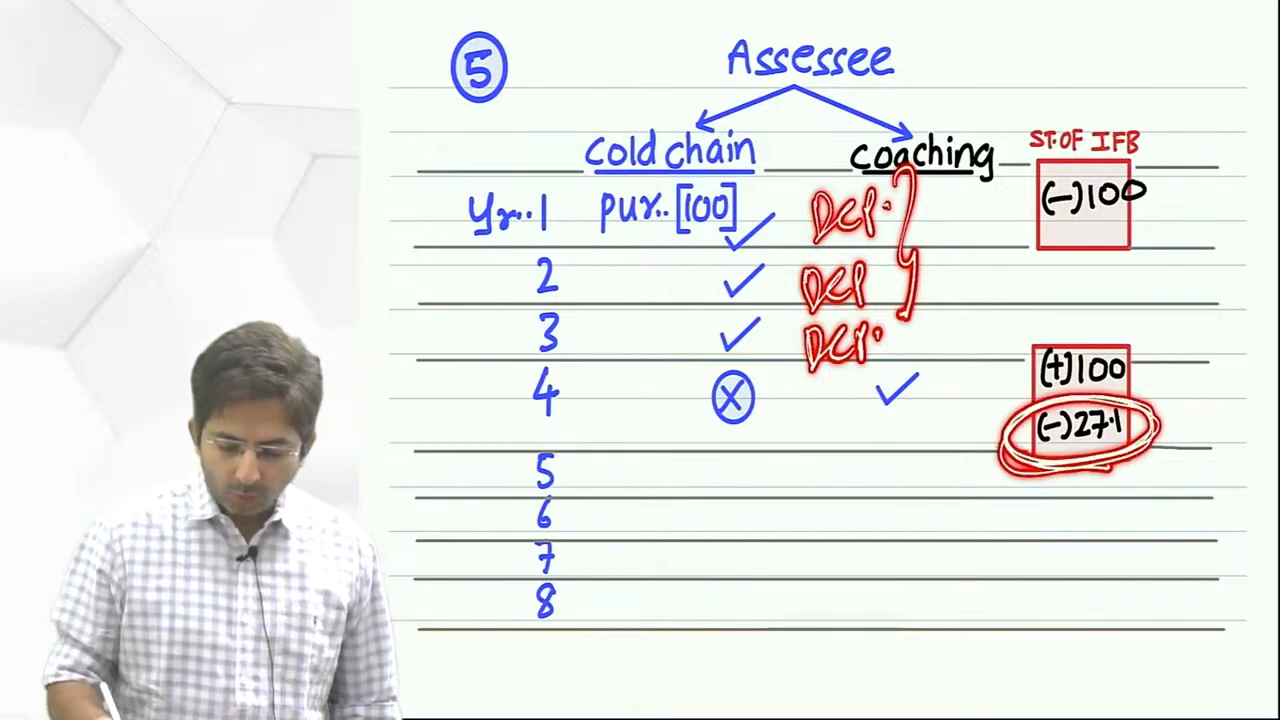 5 Assessee
cold chain coaching ST. OF IFB
Yr..1 pur..[100] ✓ DEP. (-)100
2 ✓ DEP
3 ✓ DEP.
4 X ✓ (+)100
(-)27.1
5
6
7
8